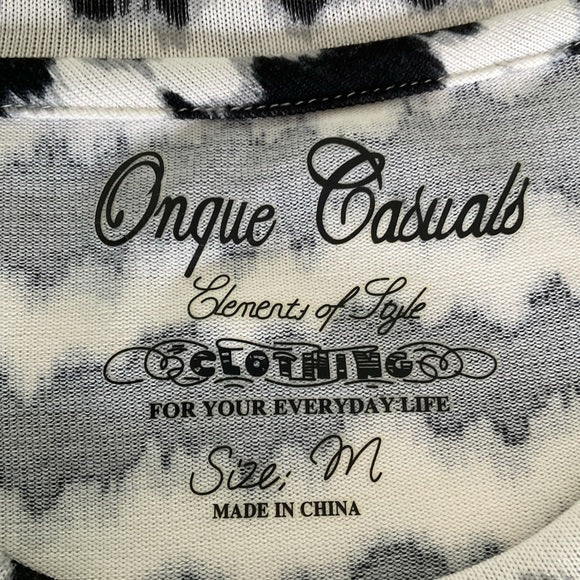 Onque Casuals
Elements of Style
CLOTHING
FOR YOUR EVERYDAY LIFE
Size; M
MADE IN CHINA